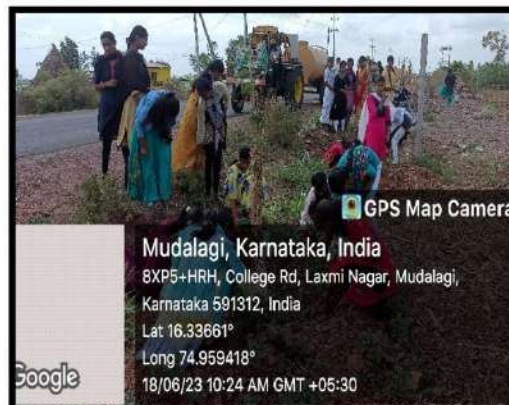 GPS Map Camera
Mudalagi, Karnataka, India
8XP5+HRH, College Rd, Laxmi Nagar, Mudalagi,
Karnataka 591312, India
Lat 16.33661°
Long 74.959418°
18/06/23 10:24 AM GMT +05:30
Google